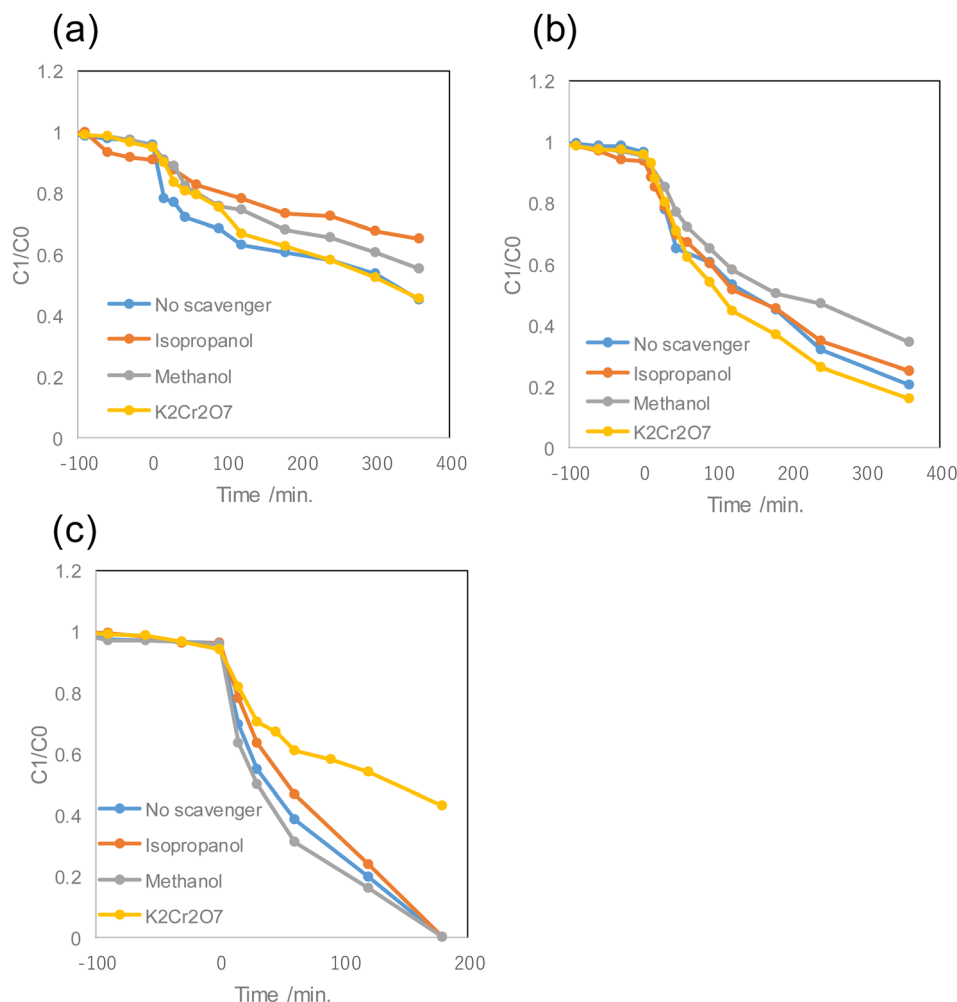 (a)
1.2
1
0.8
0.6
0.4
0.2
0
C1/C0
No scavenger
Isopropanol
Methanol
K2Cr2O7
-100 0 100 200 300 400
Time /min.
(b)
1.2
1
0.8
0.6
0.4
0.2
0
C1/C0
No scavenger
Isopropanol
Methanol
K2Cr2O7
-100 0 100 200 300 400
Time /min.
(c)
1.2
1
0.8
0.6
0.4
0.2
0
C1/C0
No scavenger
Isopropanol
Methanol
K2Cr2O7
-100 0 100 200
Time /min.